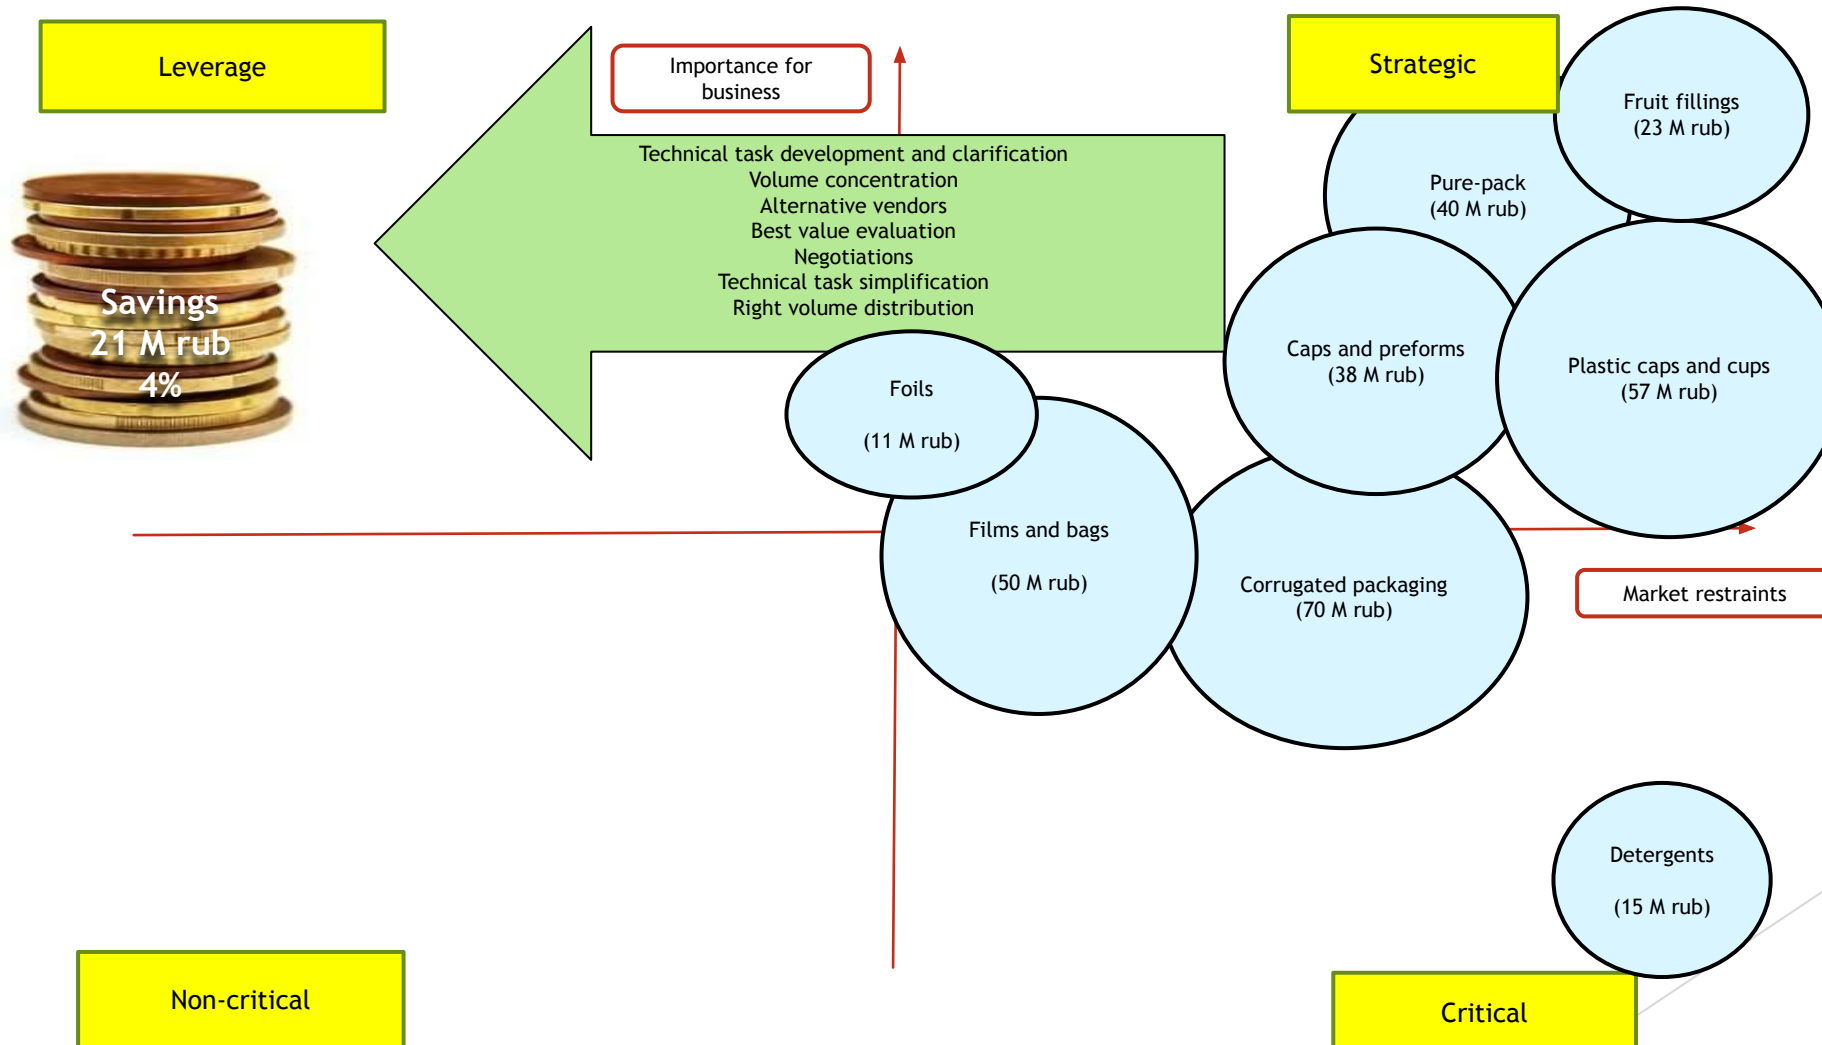 Leverage
Importance for
business
Strategic
Fruit fillings
(23 M rub)
Technical task development and clarification
Volume concentration
Alternative vendors
Best value evaluation
Negotiations
Technical task simplification
Right volume distribution
Pure-pack
(40 M rub)
Savings
21 M rub
4%
Caps and preforms
(38 M rub)
Plastic caps and cups
(57 M rub)
Foils
(11 M rub)
Films and bags
(50 M rub)
Corrugated packaging
(70 M rub)
Market restraints
Detergents
(15 M rub)
Non-critical
Critical